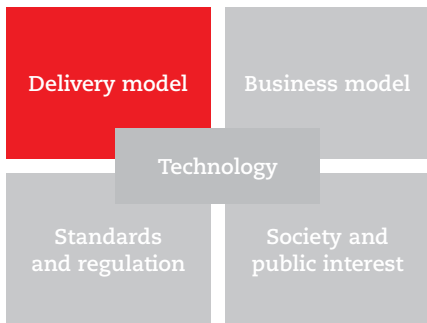 Delivery model
Business model
Technology
Standards
and regulation
Society and
public interest